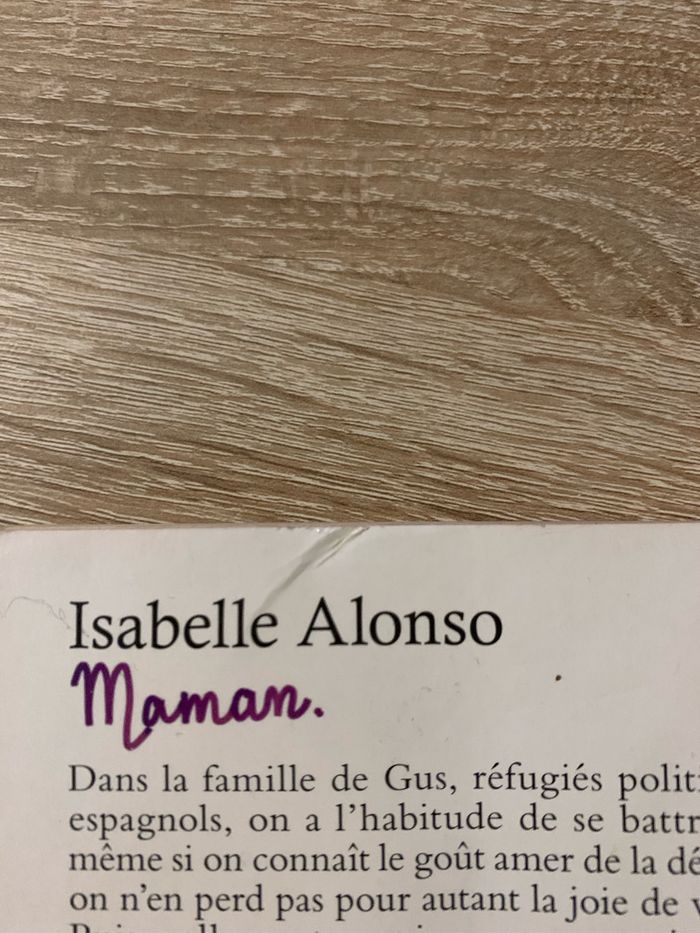 Isabelle Alonso
Maman.
Dans la famille de Gus, réfugiés polit
espagnols, on a l'habitude de se battr
même si on connaît le goût amer de la dé
on n'en perd pas pour autant la joie de v